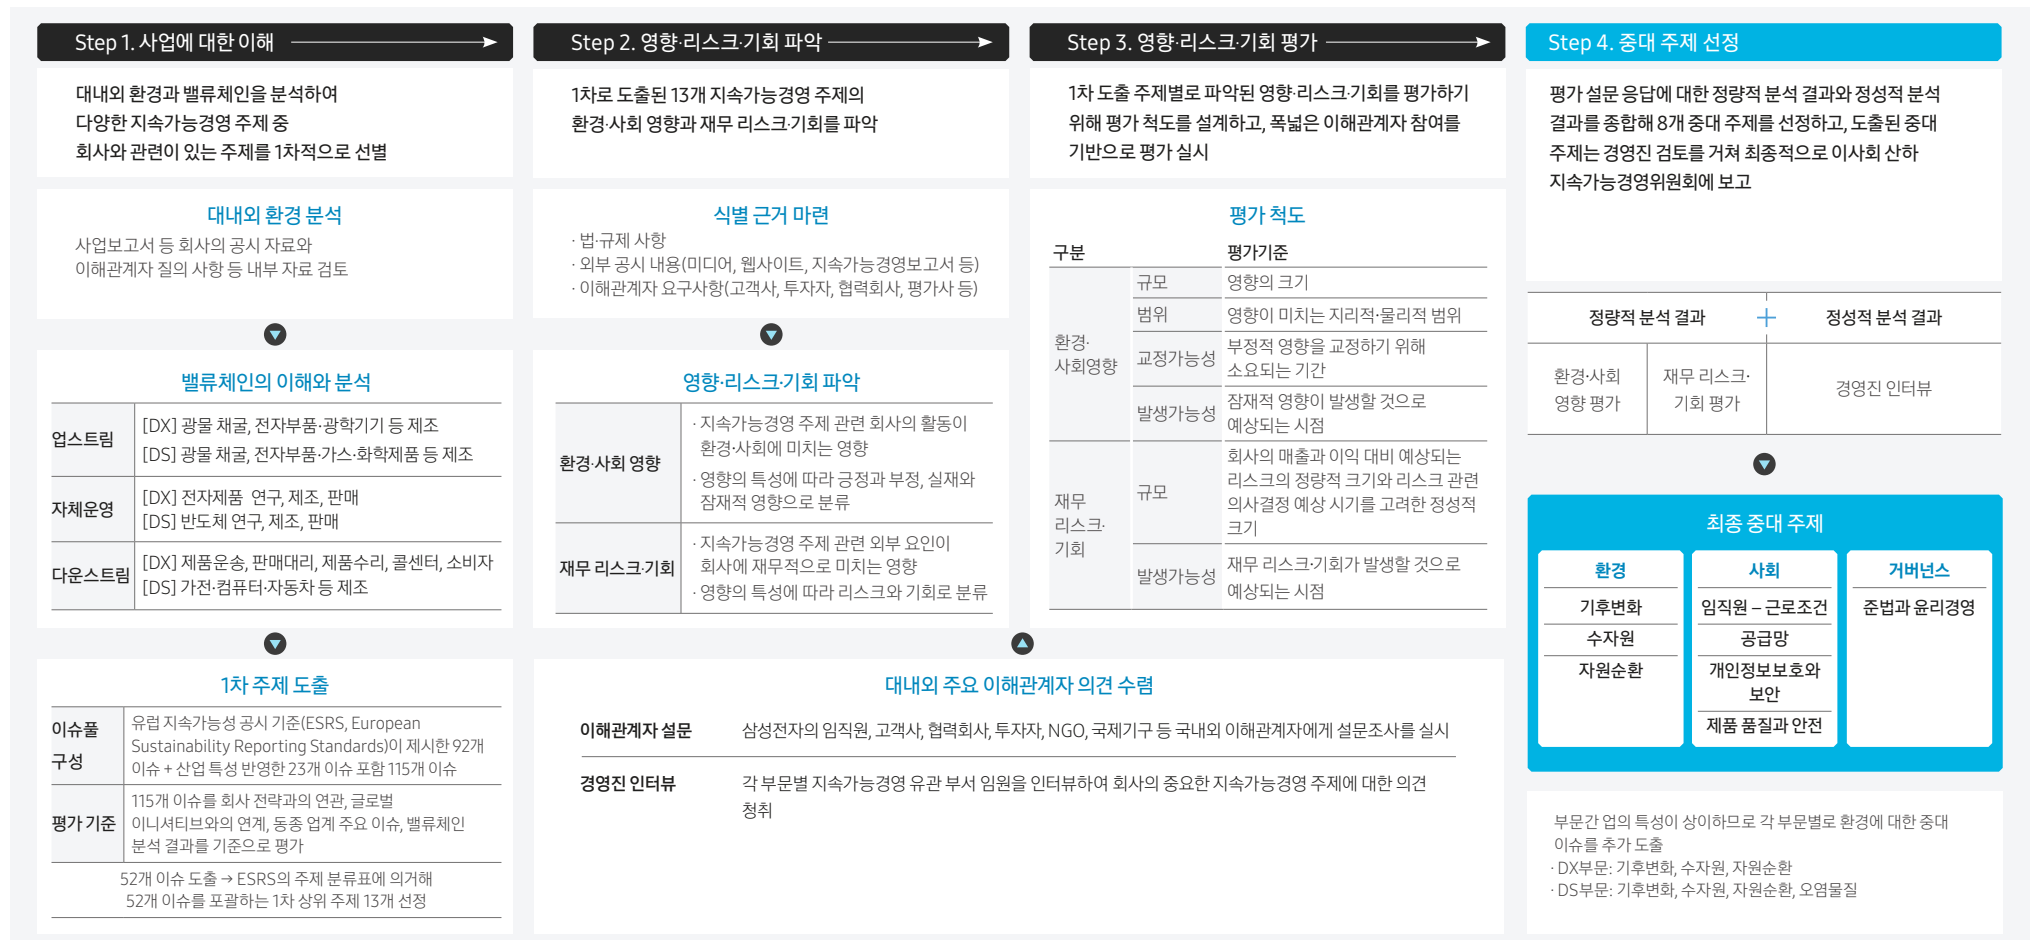 Step 1. 사업에 대한 이해
대내외 환경과 밸류체인을 분석하여
다양한 지속가능경영 주제 중
회사와 관련이 있는 주제를 1차적으로 선별
대내외 환경 분석
사업보고서 등 회사의 공시 자료와
이해관계자 질의 사항 등 내부 자료 검토
밸류체인의 이해와 분석
업스트림
[DX] 광물 채굴, 전자부품·광학기기 등 제조
[DS] 광물 채굴, 전자부품·가스·화학제품 등 제조
자체운영
[DX] 전자제품 연구, 제조, 판매
[DS] 반도체 연구, 제조, 판매
다운스트림
[DX] 제품운송, 판매대리, 제품수리, 콜센터, 소비자
[DS] 가전·컴퓨터·자동차 등 제조
1차 주제 도출
이슈풀
구성
유럽 지속가능성 공시 기준(ESRS, European
Sustainability Reporting Standards)이 제시한 92개
이슈 + 산업 특성 반영한 23개 이슈 포함 115개 이슈
평가 기준
115개 이슈를 회사 전략과의 연관, 글로벌
이니셔티브와의 연계, 동종 업계 주요 이슈, 밸류체인
분석 결과를 기준으로 평가
52개 이슈 도출 → ESRS의 주제 분류표에 의거해
52개 이슈를 포괄하는 1차 상위 주제 13개 선정
Step 2. 영향·리스크·기회 파악
1차로 도출된 13개 지속가능경영 주제의
환경·사회 영향과 재무 리스크·기회를 파악
식별 근거 마련
· 법·규제 사항
· 외부 공시 내용(미디어, 웹사이트, 지속가능경영보고서 등)
· 이해관계자 요구사항(고객사, 투자자, 협력회사, 평가사 등)
영향·리스크·기회 파악
환경·사회 영향
· 지속가능경영 주제 관련 회사의 활동이
환경·사회에 미치는 영향
· 영향의 특성에 따라 긍정과 부정, 실재와
잠재적 영향으로 분류
재무 리스크·기회
· 지속가능경영 주제 관련 외부 요인이
회사에 재무적으로 미치는 영향
· 영향의 특성에 따라 리스크와 기회로 분류
Step 3. 영향·리스크·기회 평가
1차 도출 주제별로 파악된 영향·리스크·기회를 평가하기
위해 평가 척도를 설계하고, 폭넓은 이해관계자 참여를
기반으로 평가 실시
평가 척도
구분
평가기준
환경·
사회영향
규모
영향의 크기
범위
영향이 미치는 지리적·물리적 범위
교정가능성
부정적 영향을 교정하기 위해
소요되는 기간
발생가능성
잠재적 영향이 발생할 것으로
예상되는 시점
재무
리스크·
기회
규모
회사의 매출과 이익 대비 예상되는
리스크의 정량적 크기와 리스크 관련
의사결정 예상 시기를 고려한 정성적
크기
발생가능성
재무 리스크·기회가 발생할 것으로
예상되는 시점
대내외 주요 이해관계자 의견 수렴
이해관계자 설문
삼성전자의 임직원, 고객사, 협력회사, 투자자, NGO, 국제기구 등 국내외 이해관계자에게 설문조사를 실시
경영진 인터뷰
각 부문별 지속가능경영 유관 부서 임원을 인터뷰하여 회사의 중요한 지속가능경영 주제에 대한 의견
청취
Step 4. 중대 주제 선정
평가 설문 응답에 대한 정량적 분석 결과와 정성적 분석
결과를 종합해 8개 중대 주제를 선정하고, 도출된 중대
주제는 경영진 검토를 거쳐 최종적으로 이사회 산하
지속가능경영위원회에 보고
정량적 분석 결과
+
정성적 분석 결과
환경·사회
영향 평가
재무 리스크·
기회 평가
경영진 인터뷰
최종 중대 주제
환경
기후변화
수자원
자원순환
사회
임직원 – 근로조건
공급망
개인정보보호와
보안
제품 품질과 안전
거버넌스
준법과 윤리경영
부문간 업의 특성이 상이하므로 각 부문별로 환경에 대한 중대
이슈를 추가 도출
· DX부문: 기후변화, 수자원, 자원순환
· DS부문: 기후변화, 수자원, 자원순환, 오염물질